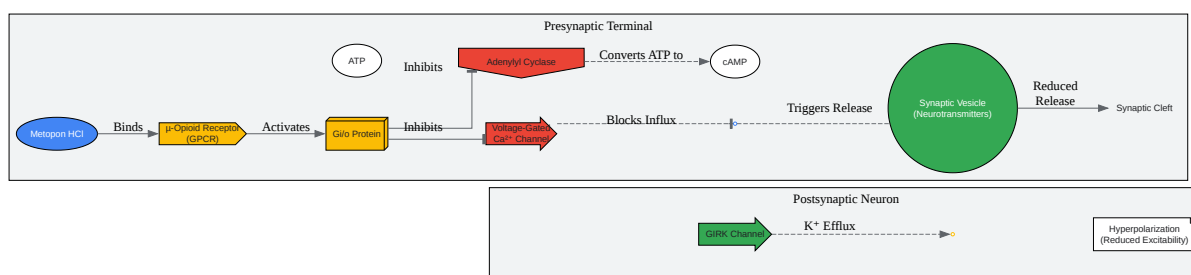 Presynaptic Terminal
ATP
Inhibits
Adenylyl Cyclase
Converts ATP to
cAMP
Metopon HCl
Binds
μ-Opioid Receptor
(GPCR)
Activates
Gi/o Protein
Inhibits
Voltage-Gated
Ca²⁺ Channel
Blocks Influx
Triggers Release
Synaptic Vesicle
(Neurotransmitters)
Reduced
Release
Synaptic Cleft
Postsynaptic Neuron
GIRK Channel
K⁺ Efflux
Hyperpolarization
(Reduced Excitability)